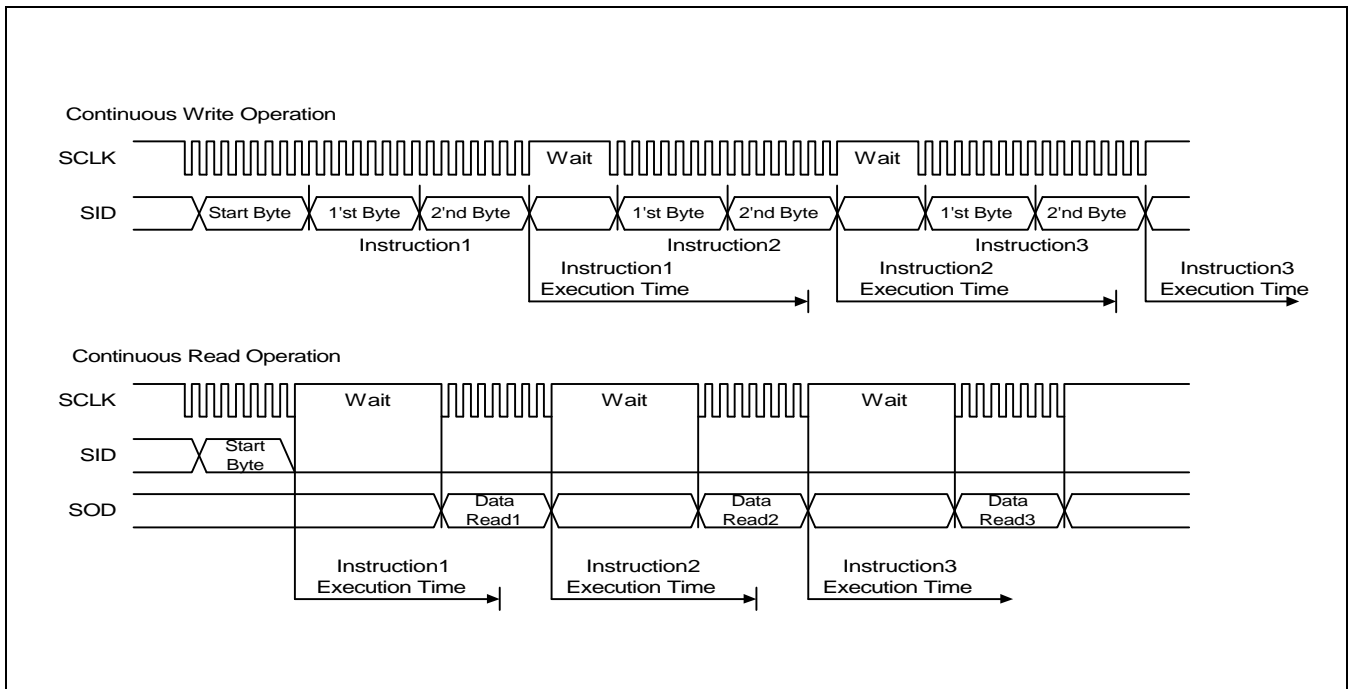 Continuous Write Operation
SCLK Wait Wait
SID Start Byte 1'st Byte 2'nd Byte 1'st Byte 2'nd Byte 1'st Byte 2'nd Byte
Instruction1 Instruction2 Instruction3
Instruction1 Instruction2 Instruction3
Execution Time Execution Time Execution Time
Continuous Read Operation
SCLK Wait Wait Wait
SID Start
Byte
SOD Data Data Data
Read1 Read2 Read3
Instruction1 Instruction2 Instruction3
Execution Time Execution Time Execution Time